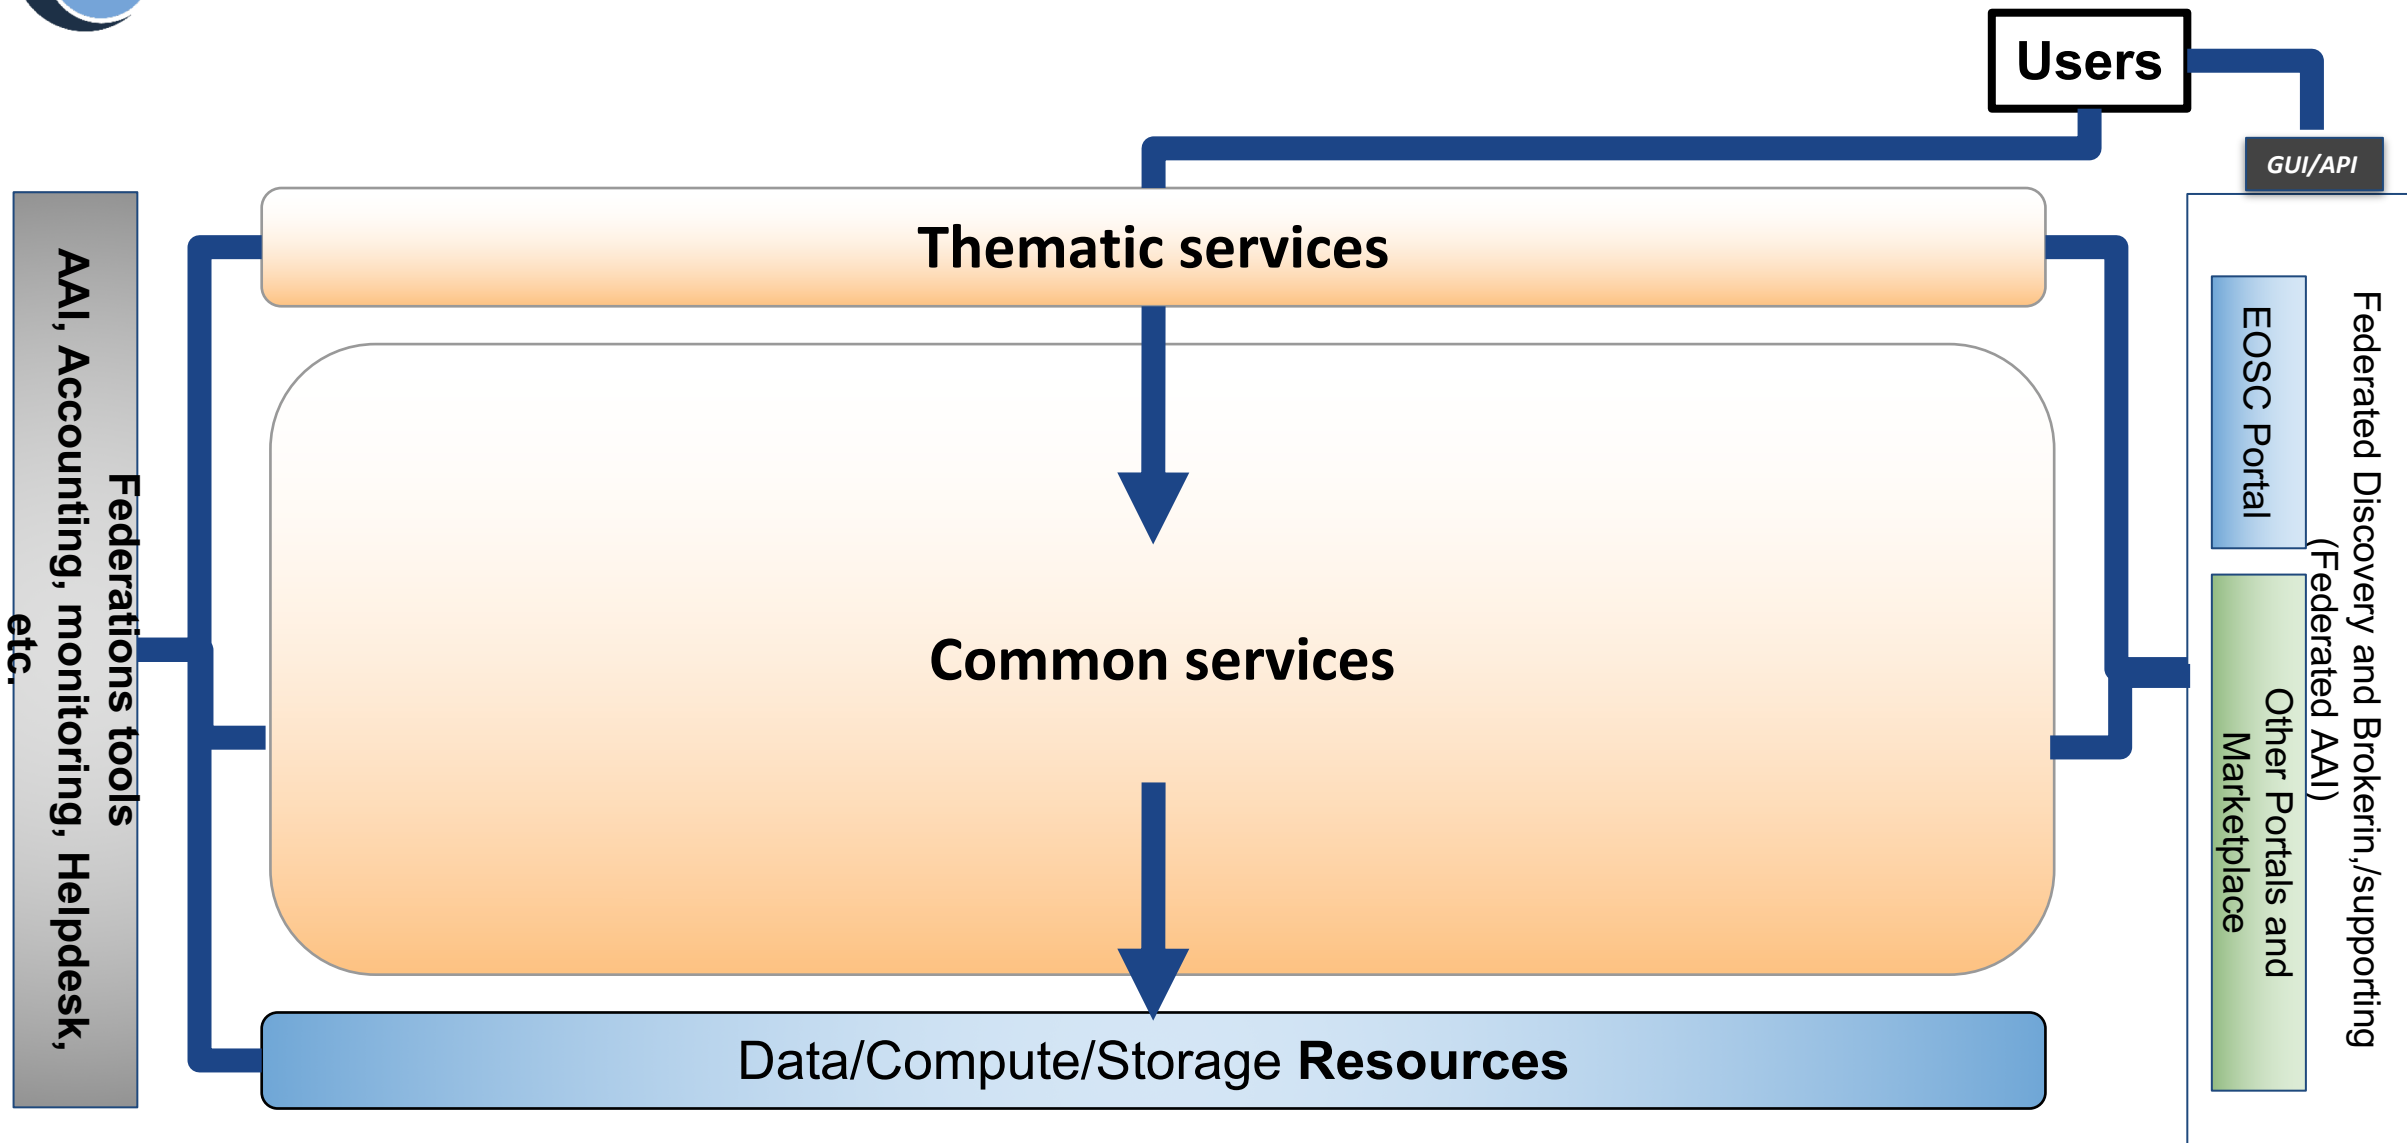 Users
GUI/API
Thematic services
Common services
Data/Compute/Storage Resources
Federations tools
AAI, Accounting, monitoring, Helpdesk,
etc.
EOSC Portal
Other Portals and
Marketplace
Federated Discovery and Brokerin,/supporting
(Federated AAI)